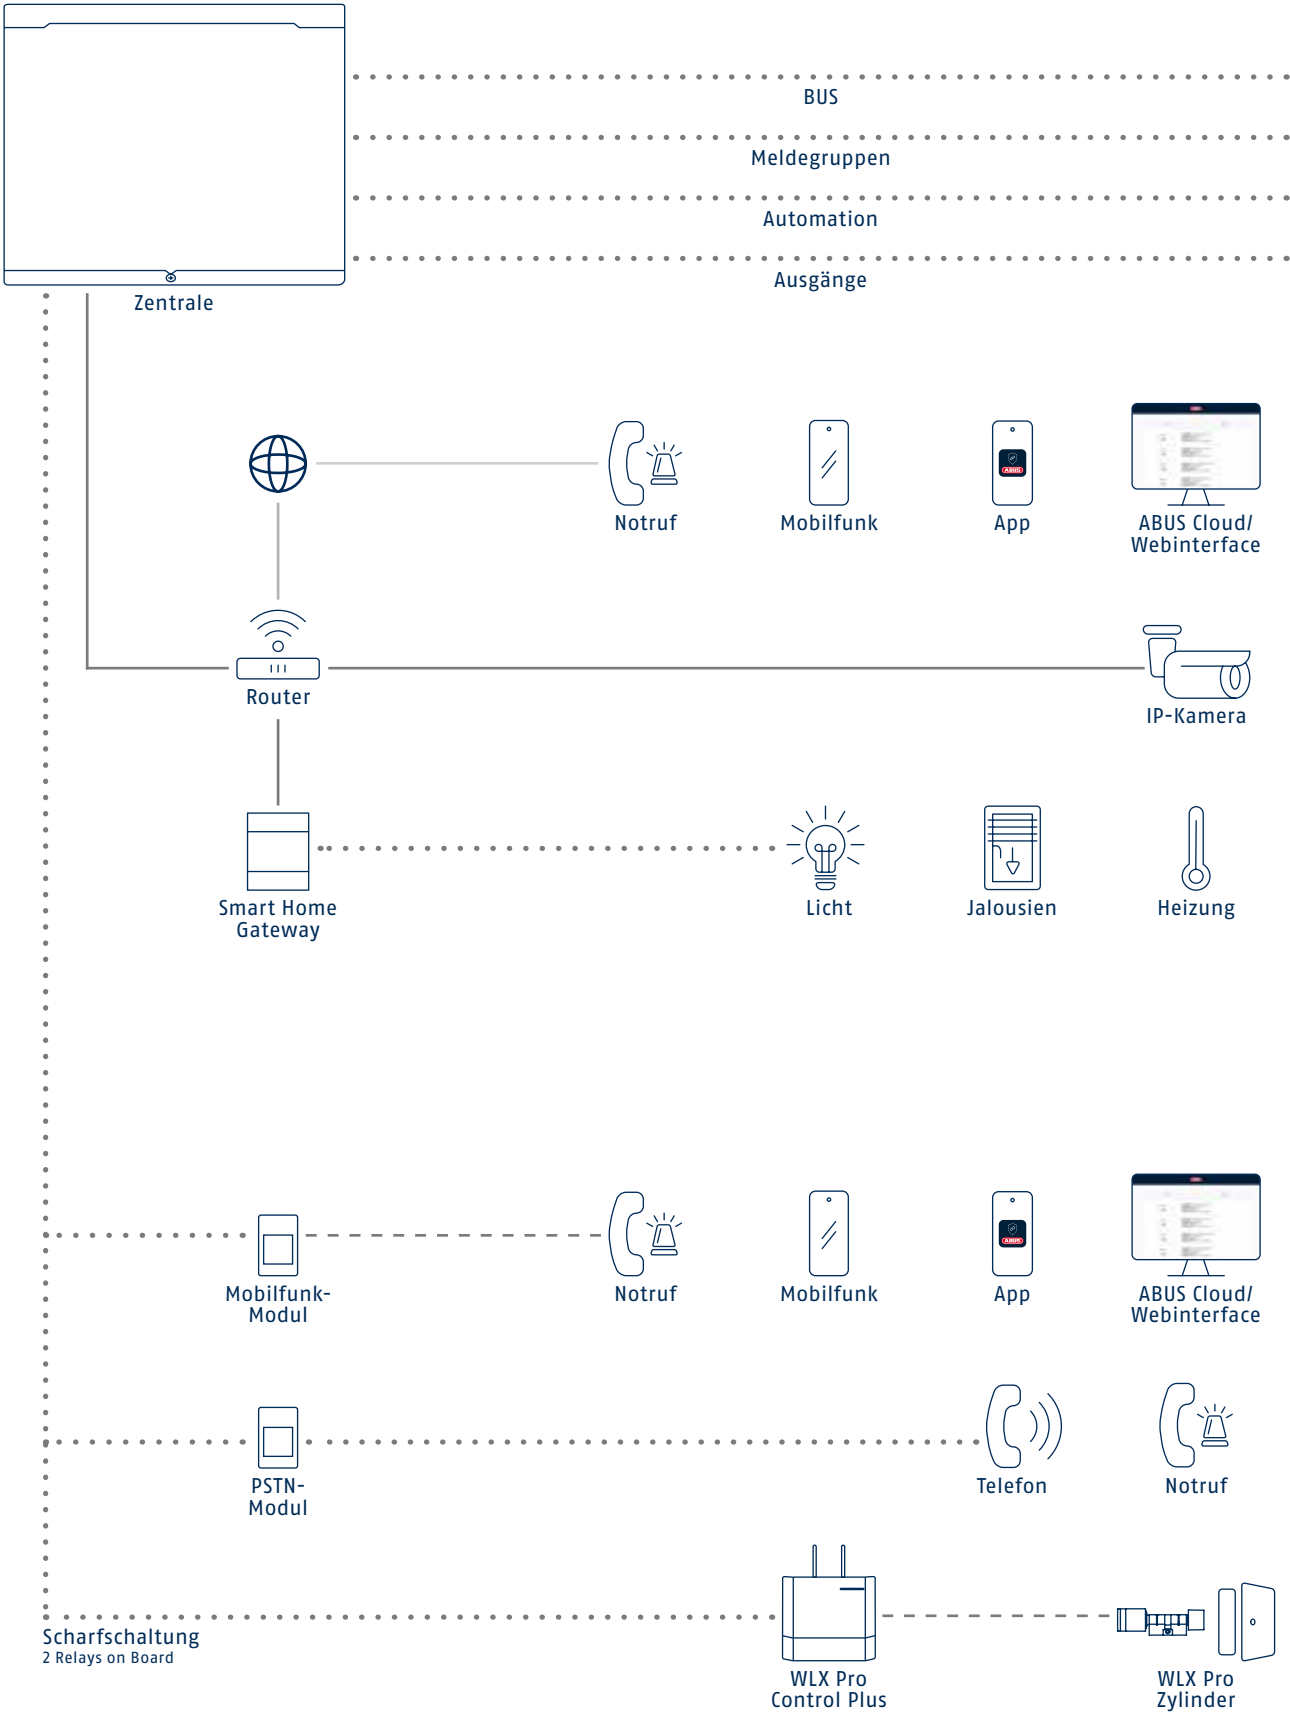 BUS
Meldegruppen
Automation
Ausgänge
Zentrale
ABUS
Notruf
Mobilfunk
App
ABUS Cloud/
Webinterface
Router
IP-Kamera
Smart Home
Gateway
Licht
Jalousien
Heizung
ABUS
Mobilfunk-
Modul
Notruf
Mobilfunk
App
ABUS Cloud/
Webinterface
PSTN-
Modul
Telefon
Notruf
Scharfschaltung
2 Relays on Board
WLX Pro
Control Plus
WLX Pro
Zylinder